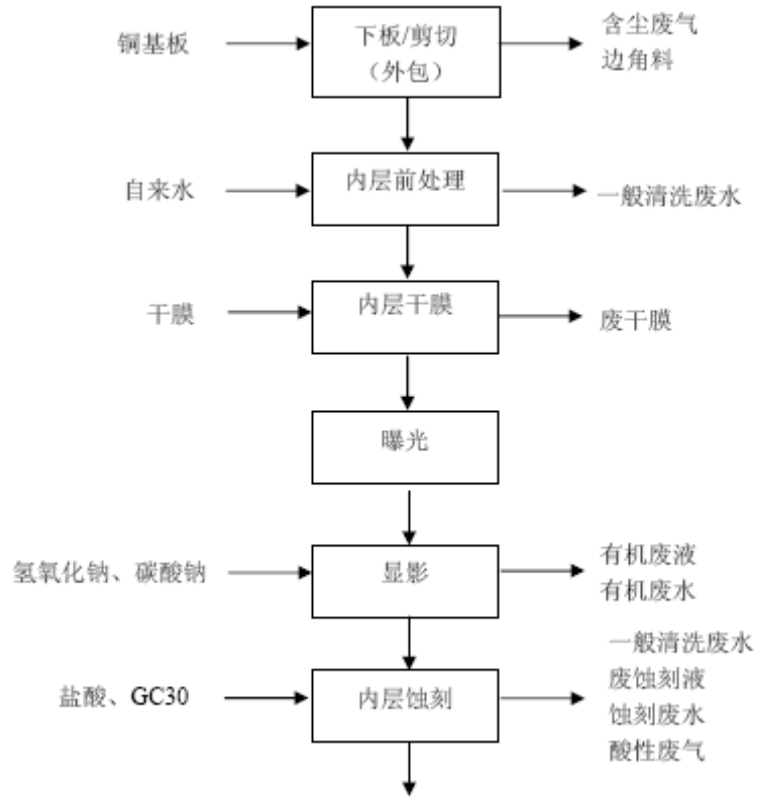 铜基板
下板/剪切
（外包）
含尘废气
边角料
自来水
内层前处理
一般清洗废水
干膜
内层干膜
废干膜
曝光
氢氧化钠、碳酸钠
显影
有机废液
有机废水
盐酸、GC30
内层蚀刻
一般清洗废水
废蚀刻液
蚀刻废水
酸性废气